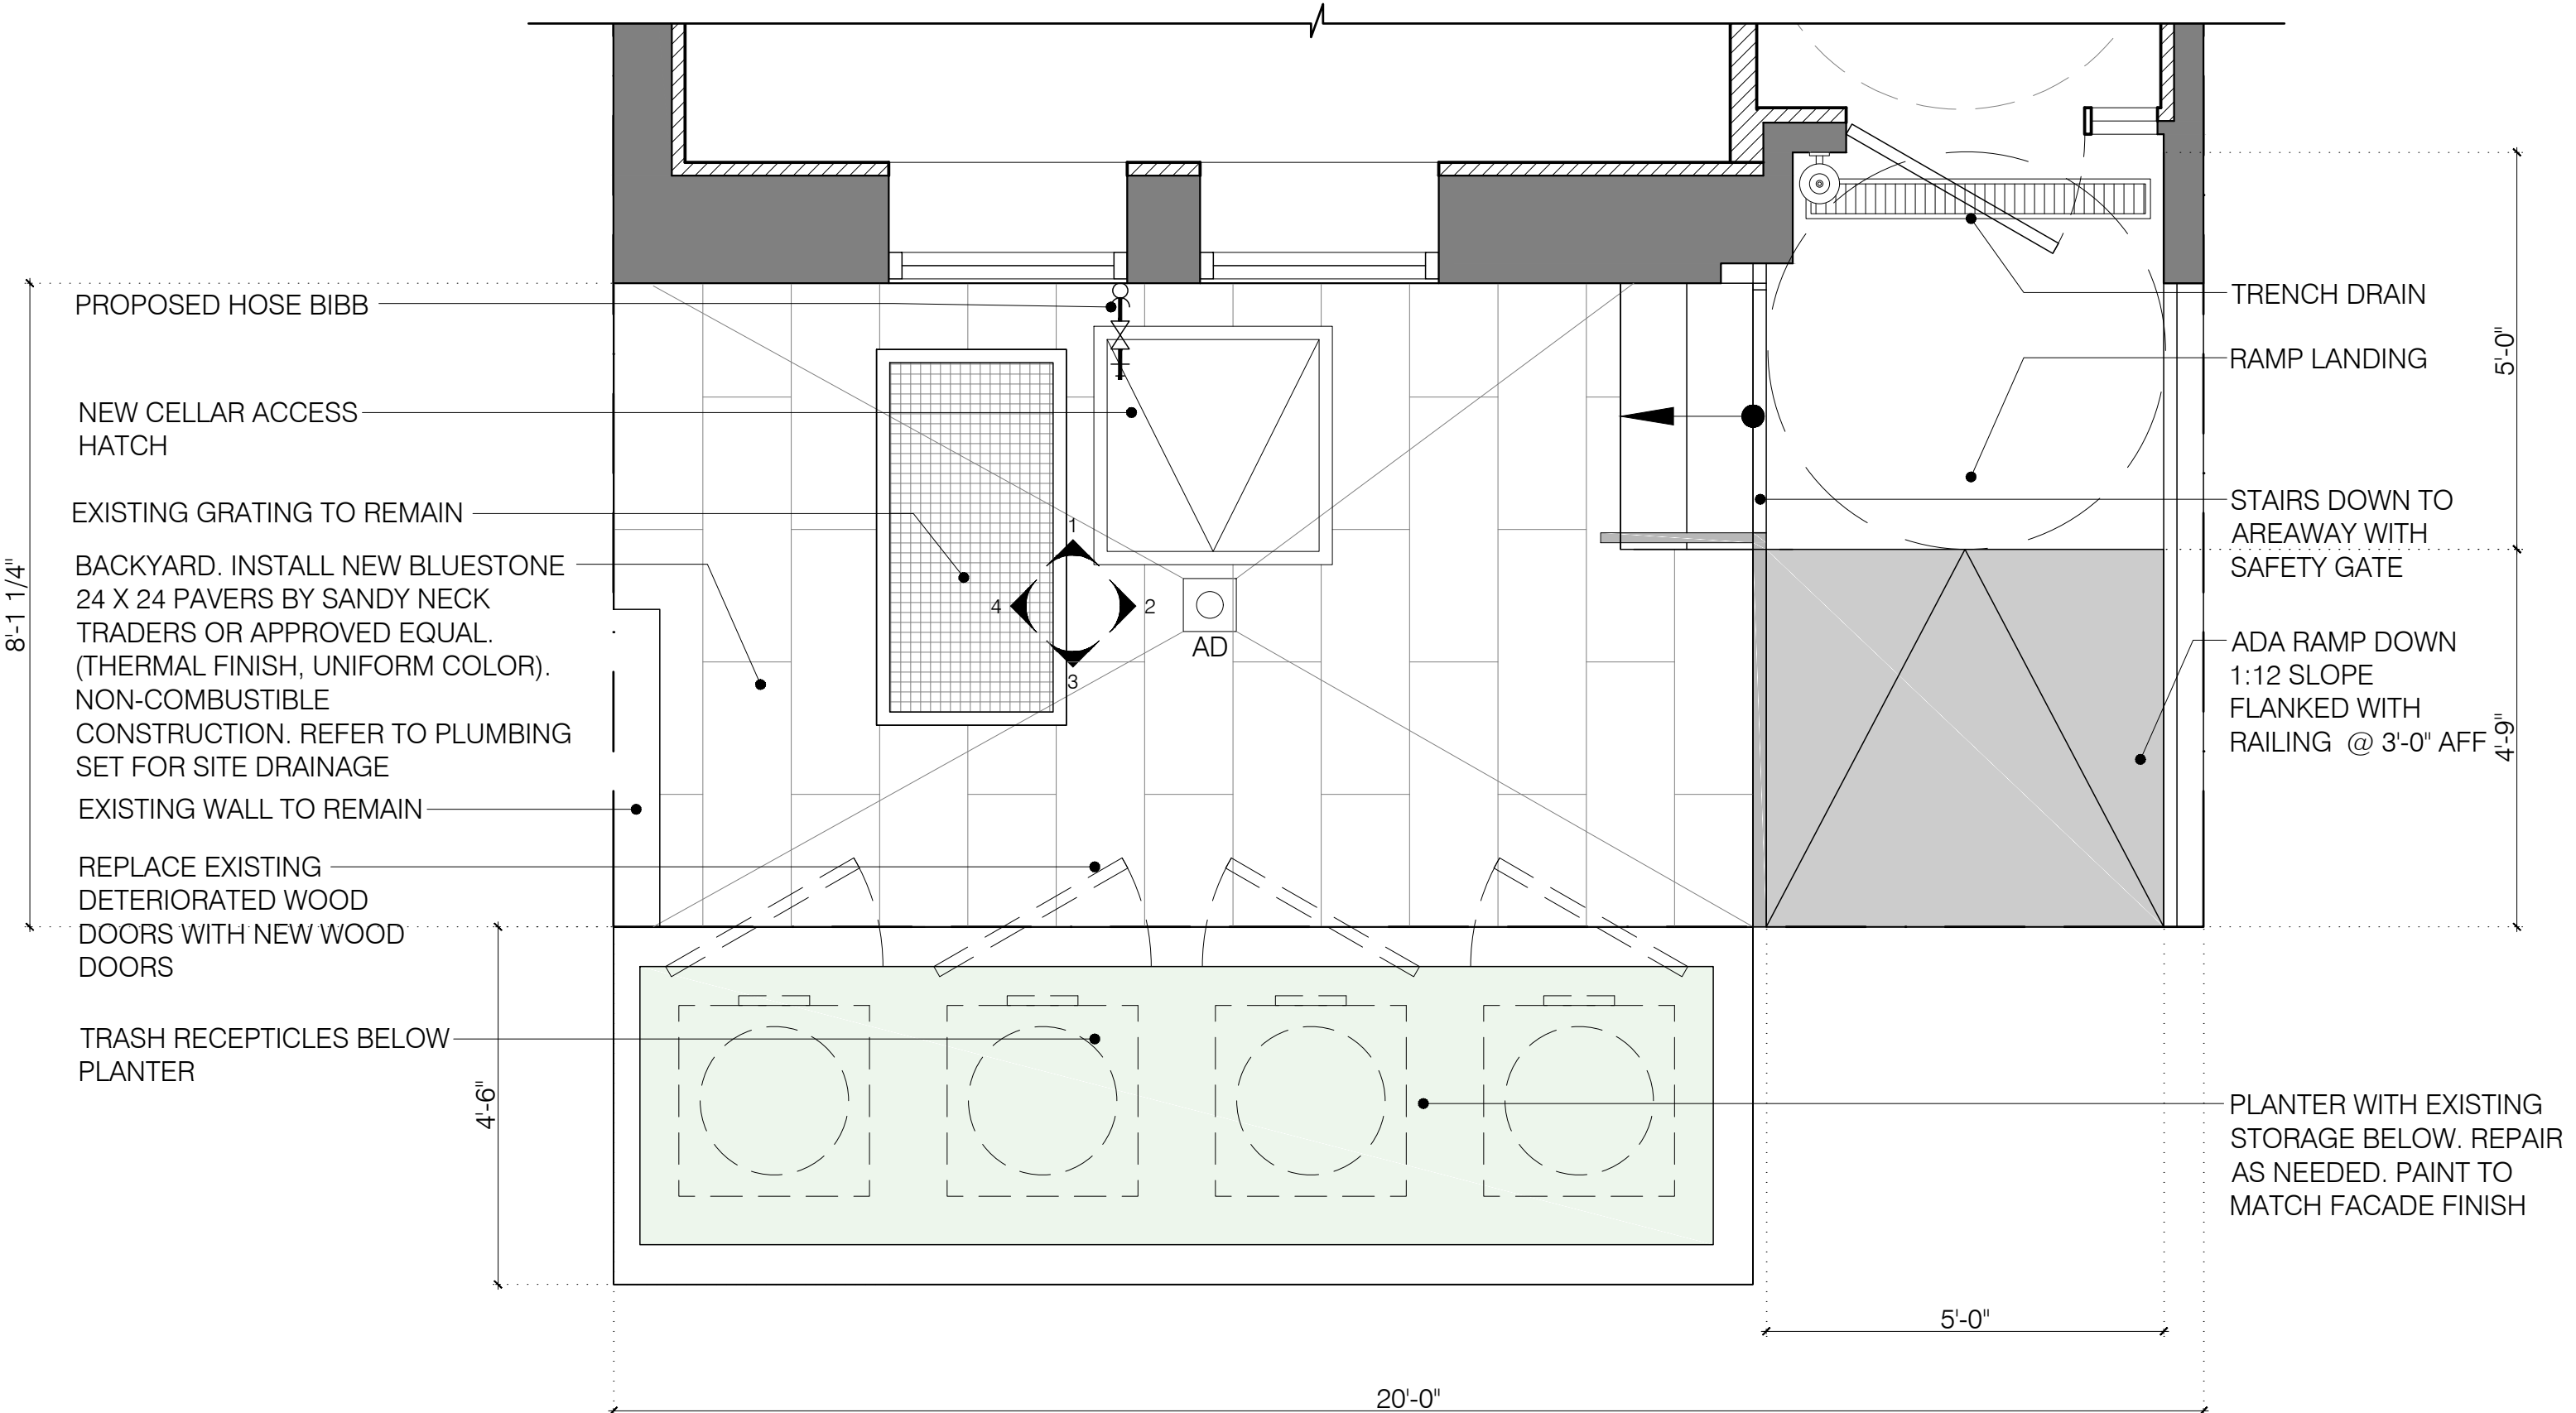 PROPOSED HOSE BIBB
NEW CELLAR ACCESS
HATCH
EXISTING GRATING TO REMAIN
BACKYARD. INSTALL NEW BLUESTONE
24 X 24 PAVERS BY SANDY NECK
TRADERS OR APPROVED EQUAL.
(THERMAL FINISH, UNIFORM COLOR).
NON-COMBUSTIBLE
CONSTRUCTION. REFER TO PLUMBING
SET FOR SITE DRAINAGE
EXISTING WALL TO REMAIN
REPLACE EXISTING
DETERIORATED WOOD
DOORS WITH NEW WOOD
DOORS
TRASH RECEPTICLES BELOW
PLANTER
8'-1 1/4"
4'-6"
1
4
2
3
AD
TRENCH DRAIN
RAMP LANDING
STAIRS DOWN TO
AREAWAY WITH
SAFETY GATE
ADA RAMP DOWN
1:12 SLOPE
FLANKED WITH
RAILING @ 3'-0" AFF
5'-0"
4'-9"
PLANTER WITH EXISTING
STORAGE BELOW. REPAIR
AS NEEDED. PAINT TO
MATCH FACADE FINISH
5'-0"
20'-0"